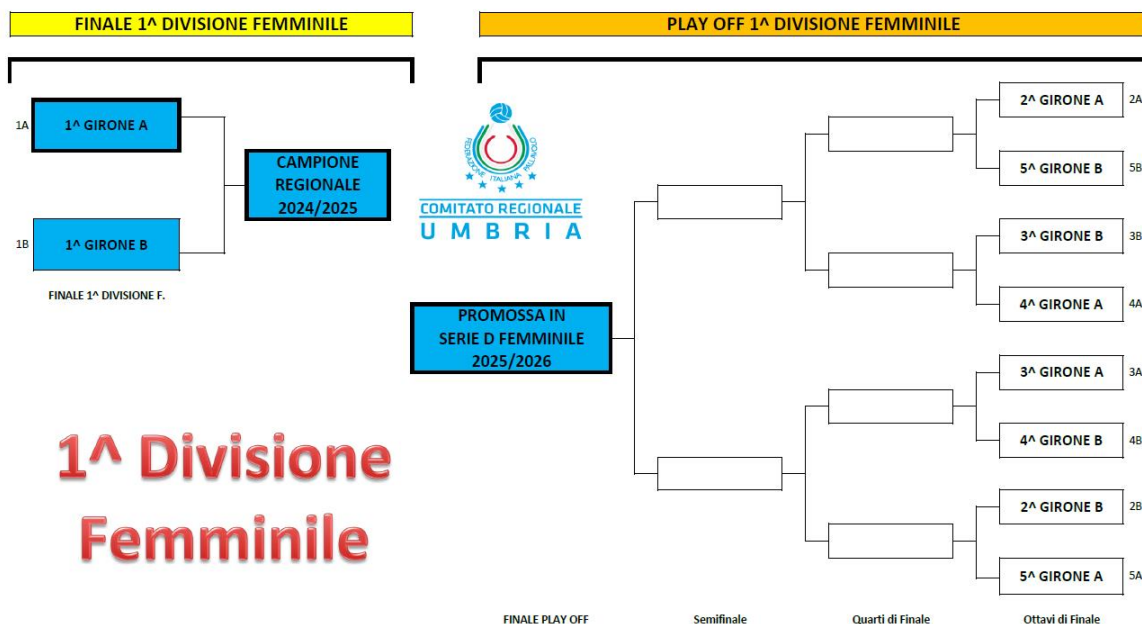 FINALE 1^ DIVISIONE FEMMINILE
PLAY OFF 1^ DIVISIONE FEMMINILE
1A
1^ GIRONE A
CAMPIONE
REGIONALE
2024/2025
1B
1^ GIRONE B
FINALE 1^ DIVISIONE F.
FEDERAZIONE ITALIANA PALLAVOLO
COMITATO REGIONALE
UMBRIA
PROMOSSA IN
SERIE D FEMMINILE
2025/2026
2^ GIRONE A
2A
5^ GIRONE B
5B
3^ GIRONE B
3B
4^ GIRONE A
4A
3^ GIRONE A
3A
4^ GIRONE B
4B
2^ GIRONE B
2B
5^ GIRONE A
5A
1^ Divisione
Femminile
FINALE PLAY OFF
Semifinale
Quarti di Finale
Ottavi di Finale